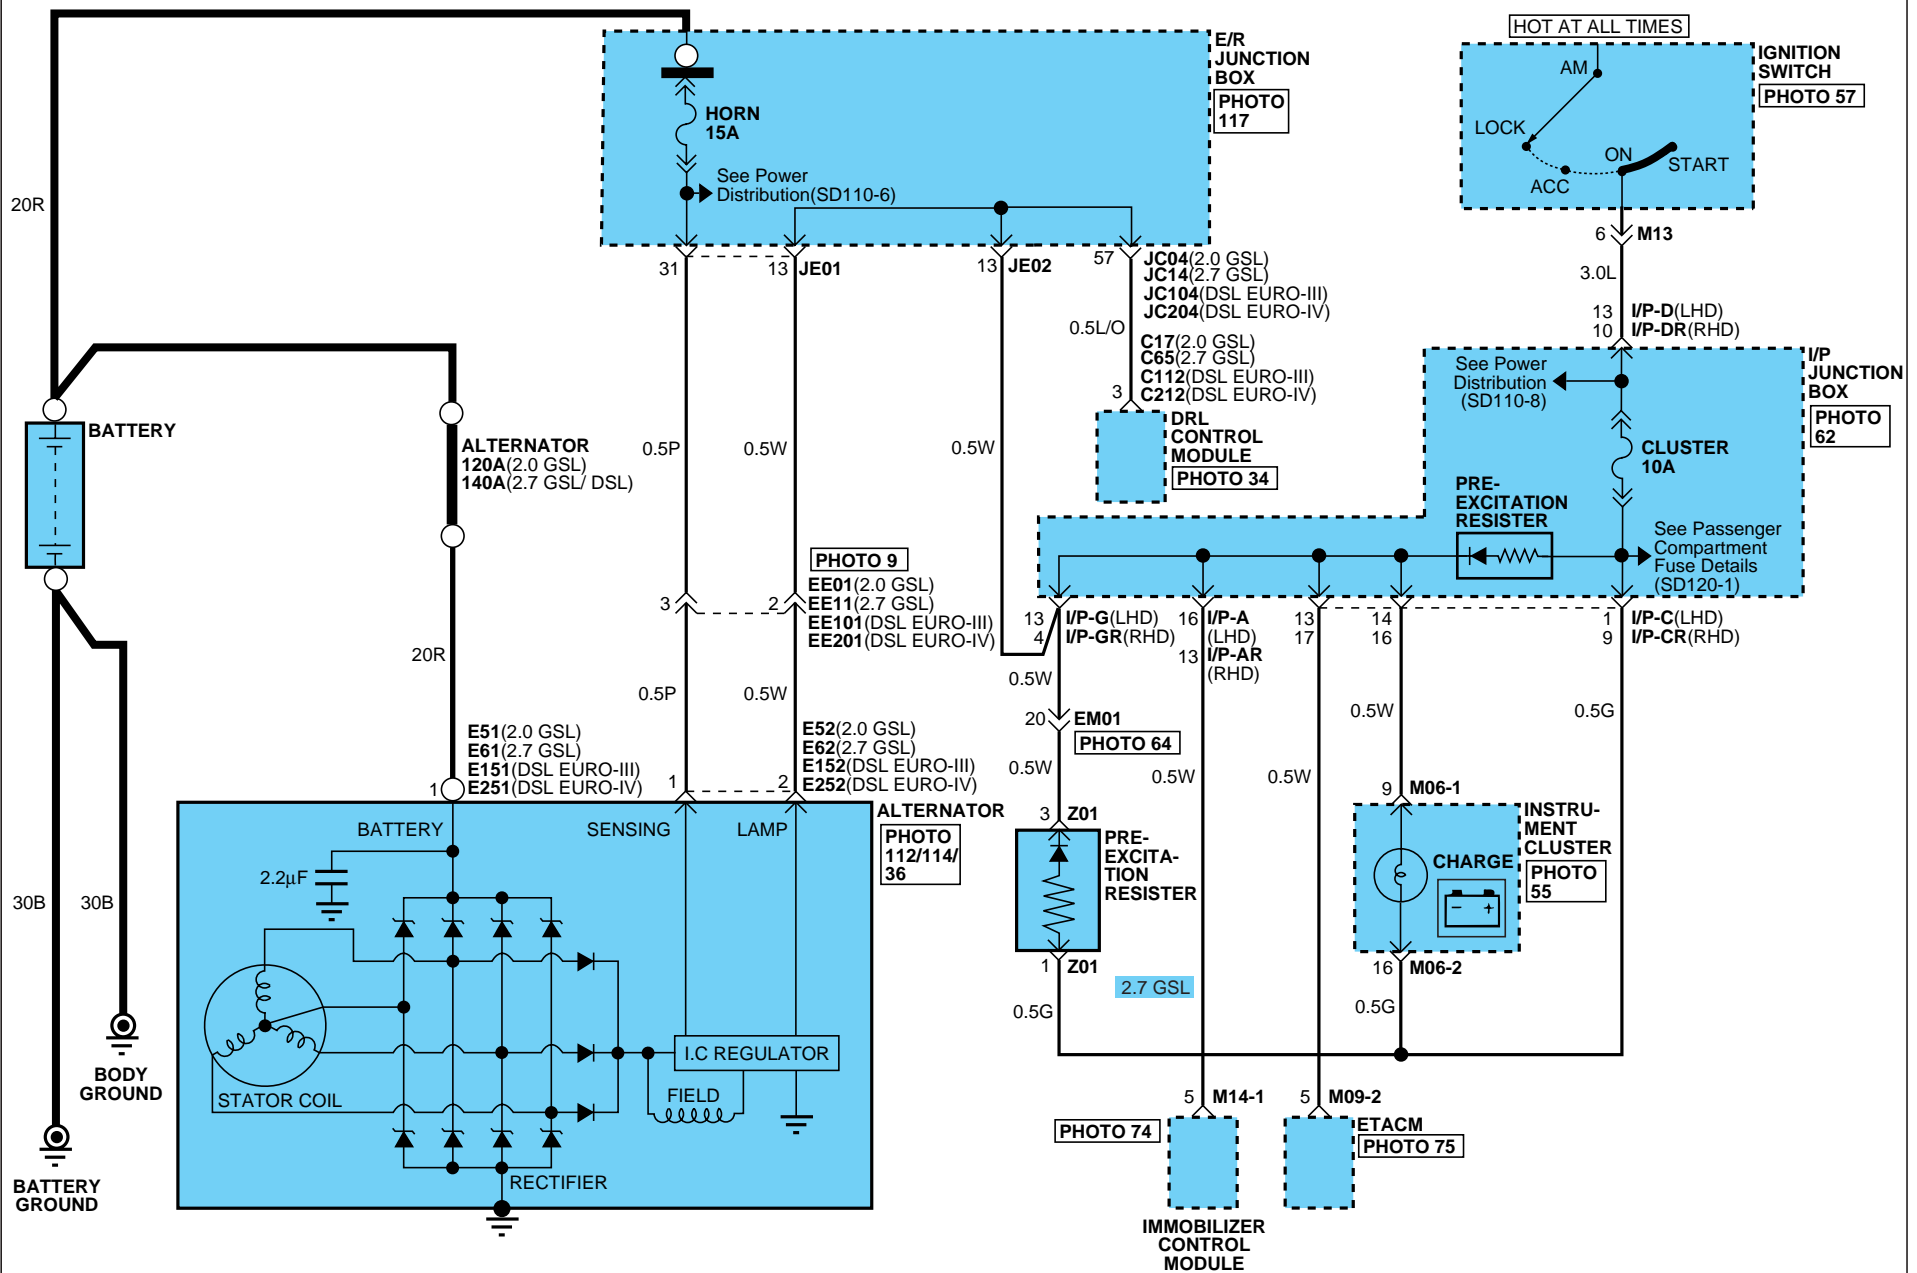 HOT AT ALL TIMES
E/R
JUNCTION
BOX
PHOTO
117
HORN
15A
See Power
Distribution(SD110-6)
IGNITION
SWITCH
PHOTO 57
AM
LOCK
ACC
ON
START
20R
31
13 JE01
13 JE02
57
JC04(2.0 GSL)
JC14(2.7 GSL)
JC104(DSL EURO-III)
JC204(DSL EURO-IV)
6 M13
3.0L
13 I/P-D(LHD)
10 I/P-DR(RHD)
0.5L/O
C17(2.0 GSL)
C65(2.7 GSL)
C112(DSL EURO-III)
C212(DSL EURO-IV)
3
DRL
CONTROL
MODULE
PHOTO 34
I/P
JUNCTION
BOX
PHOTO
62
See Power
Distribution
(SD110-8)
CLUSTER
10A
PRE-
EXCITATION
RESISTER
See Passenger
Compartment
Fuse Details
(SD120-1)
BATTERY
ALTERNATOR
120A(2.0 GSL)
140A(2.7 GSL/ DSL)
0.5P
0.5W
0.5W
PHOTO 9
EE01(2.0 GSL)
EE11(2.7 GSL)
EE101(DSL EURO-III)
EE201(DSL EURO-IV)
3
2
13 I/P-G(LHD)
4 I/P-GR(RHD)
16 I/P-A
(LHD)
13 I/P-AR
(RHD)
13
17
14
16
1 I/P-C(LHD)
9 I/P-CR(RHD)
20R
0.5P
0.5W
0.5W
0.5W
0.5G
20 EM01
PHOTO 64
0.5W
0.5W
0.5W
E51(2.0 GSL)
E61(2.7 GSL)
E151(DSL EURO-III)
E251(DSL EURO-IV)
1
1
2
E52(2.0 GSL)
E62(2.7 GSL)
E152(DSL EURO-III)
E252(DSL EURO-IV)
ALTERNATOR
PHOTO
112/114/
36
BATTERY
SENSING
LAMP
2.2µF
STATOR COIL
I.C REGULATOR
FIELD
RECTIFIER
3 Z01
PRE-
EXCITA-
TION
RESISTER
1 Z01
0.5G
2.7 GSL
9 M06-1
INSTRU-
MENT
CLUSTER
PHOTO
55
CHARGE
- +
16 M06-2
0.5G
30B
30B
BODY
GROUND
BATTERY
GROUND
5 M14-1
PHOTO 74
IMMOBILIZER
CONTROL
MODULE
5 M09-2
ETACM
PHOTO 75